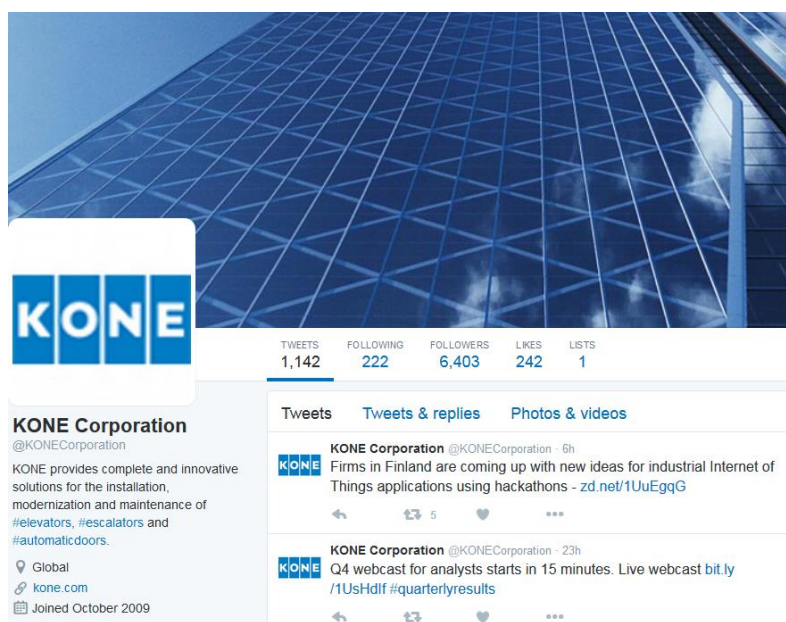 KONE
TWEETS FOLLOWING FOLLOWERS LIKES LISTS
1,142 222 6,403 242 1
KONE Corporation
@KONECorporation
KONE provides complete and innovative
solutions for the installation,
modernization and maintenance of
#elevators, #escalators and
#automaticdoors.
Global
kone.com
Joined October 2009
Tweets Tweets & replies Photos & videos
KONE
KONE Corporation @KONECorporation · 6h
Firms in Finland are coming up with new ideas for industrial Internet of
Things applications using hackathons - zd.net/1UuEgqG
5
KONE
KONE Corporation @KONECorporation · 23h
Q4 webcast for analysts starts in 15 minutes. Live webcast bit.ly
/1UsHdIf #quarterlyresults